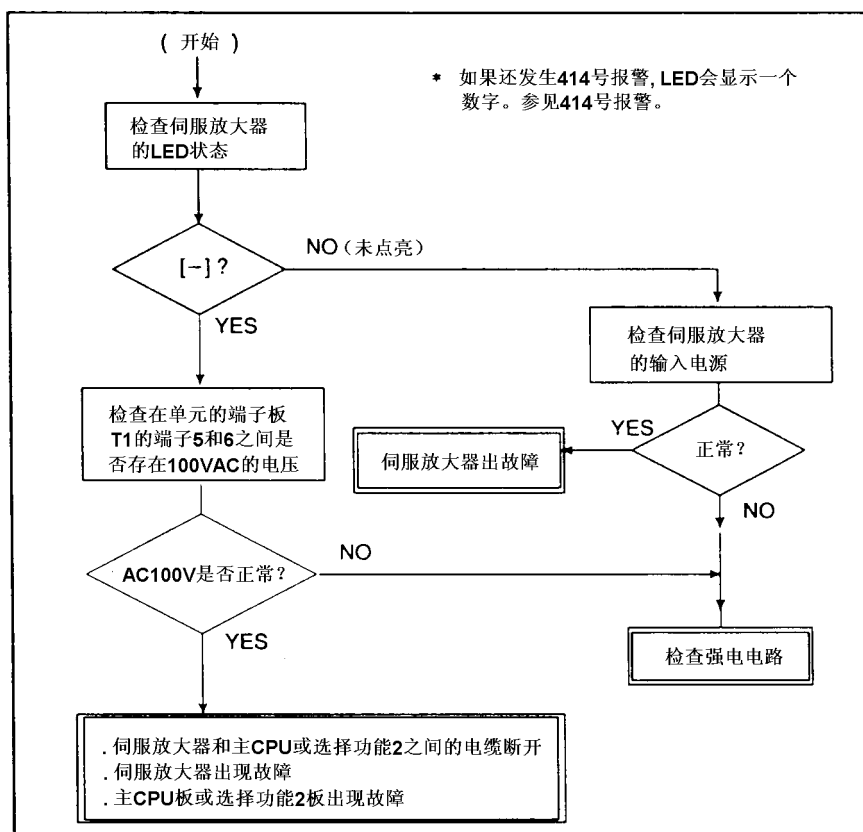 ( 开始 )
* 如果还发生414号报警, LED会显示一个
数字。参见414号报警。
检查伺服放大器
的LED状态
[-]?
NO (未点亮)
YES
检查伺服放大器
的输入电源
检查在单元的端子板
T1的端子5和6之间是
否存在100VAC的电压
YES
正常?
伺服放大器出故障
NO
AC100V是否正常?
NO
YES
检查强电电路
. 伺服放大器和主CPU或选择功能2之间的电缆断开
. 伺服放大器出现故障
. 主CPU板或选择功能2板出现故障